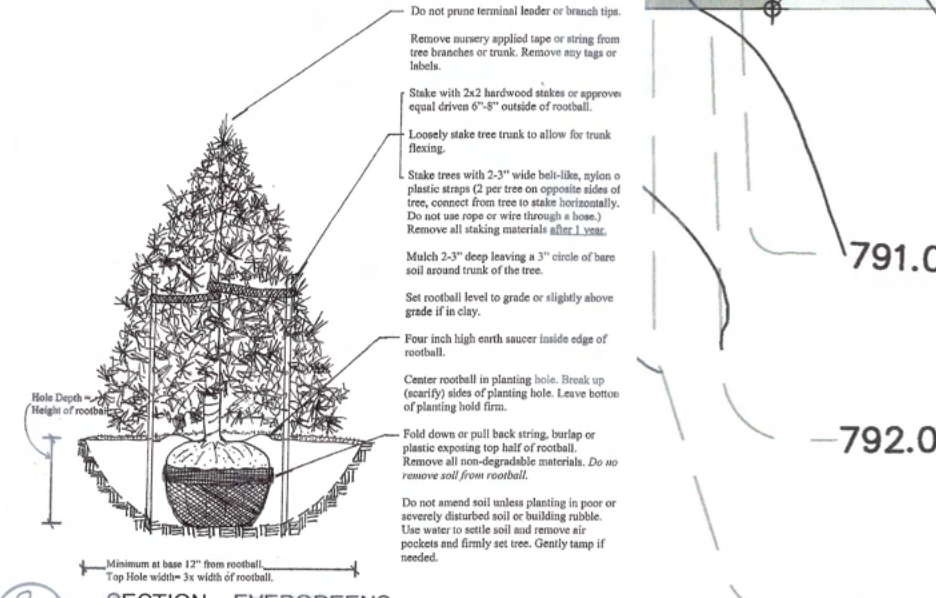 Do not prune terminal leader or branch tips.
Remove nursery applied tape or string from
tree branches or trunk. Remove any tags or
labels.
Stake with 2x2 hardwood stakes or approve
equal driven 6"-8" outside of rootball.
Loosely stake tree trunk to allow for trunk
flexing.
Stake trees with 2-3" wide belt-like, nylon o
plastic straps (2 per tree on opposite sides of
tree, connect from tree to stake horizontally.
Do not use rope or wire through a hose.)
Remove all staking materials after 1 year.
Mulch 2-3" deep leaving a 3" circle of bare
soil around trunk of the tree.
Set rootball level to grade or slightly above
grade if in clay.
Four inch high earth saucer inside edge of
rootball.
Center rootball in planting hole. Break up
(scarify) sides of planting hole. Leave bottom
of planting hold firm.
Fold down or pull back string, burlap or
plastic exposing top half of rootball.
Remove all non-degradable materials. Do no
remove soil from rootball.
Do not amend soil unless planting in poor or
severely disturbed soil or building rubble.
Use water to settle soil and remove air
pockets and firmly set tree. Gently tamp if
needed.
Hole Depth =
Height of rootbal
Minimum at base 12" from rootball.
Top Hole width= 3x width of rootball.
SECTION - EVERGREENS
791.0
792.0